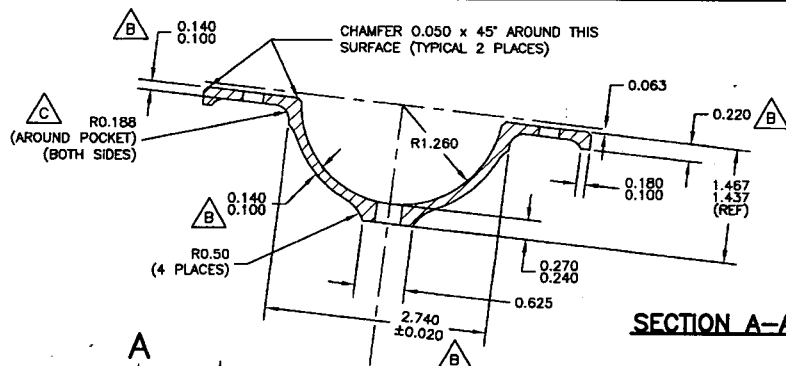 B
0.140
0.100
CHAMFER 0.050 x 45° AROUND THIS
SURFACE (TYPICAL 2 PLACES)
0.063
0.220
B
C
R0.188
(AROUND POCKET)
(BOTH SIDES)
R1.260
0.140
0.100
B
0.180
0.100
1.467
1.437
(REF)
R0.50
(4 PLACES)
0.270
0.240
0.625
2.740
±0.020
B
SECTION A-A
A